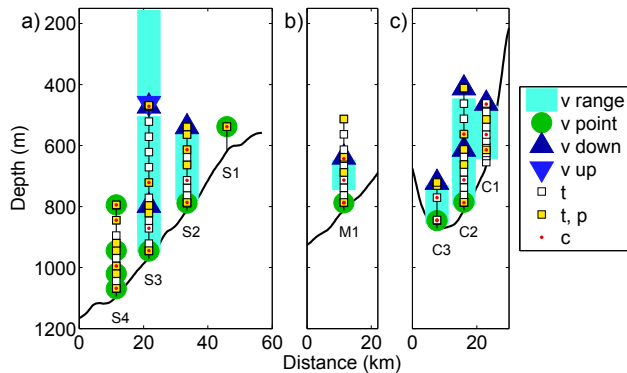 a)
b)
c)
200
400
600
800
1000
1200
Depth (m)
0 20 40 60
0 20
0 20
Distance (km)
S4
S3
S2
S1
M1
C3
C2
C1
v range
v point
v down
v up
t
t, p
c